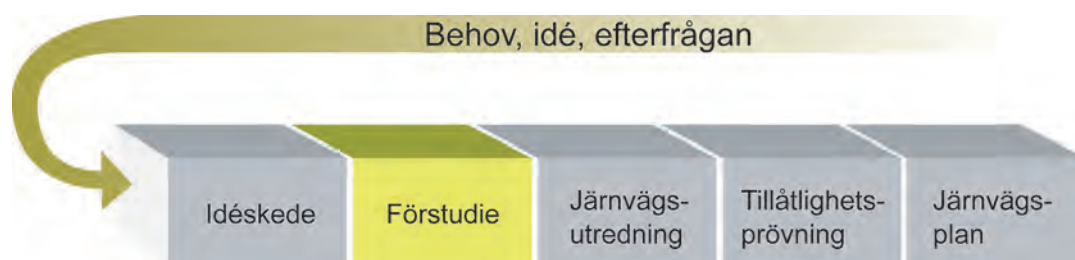 Behov, idé, efterfrågan
Idéskede
Förstudie
Järnvägs-
utredning
Tillåtlighets-
prövning
Järnvägs-
plan